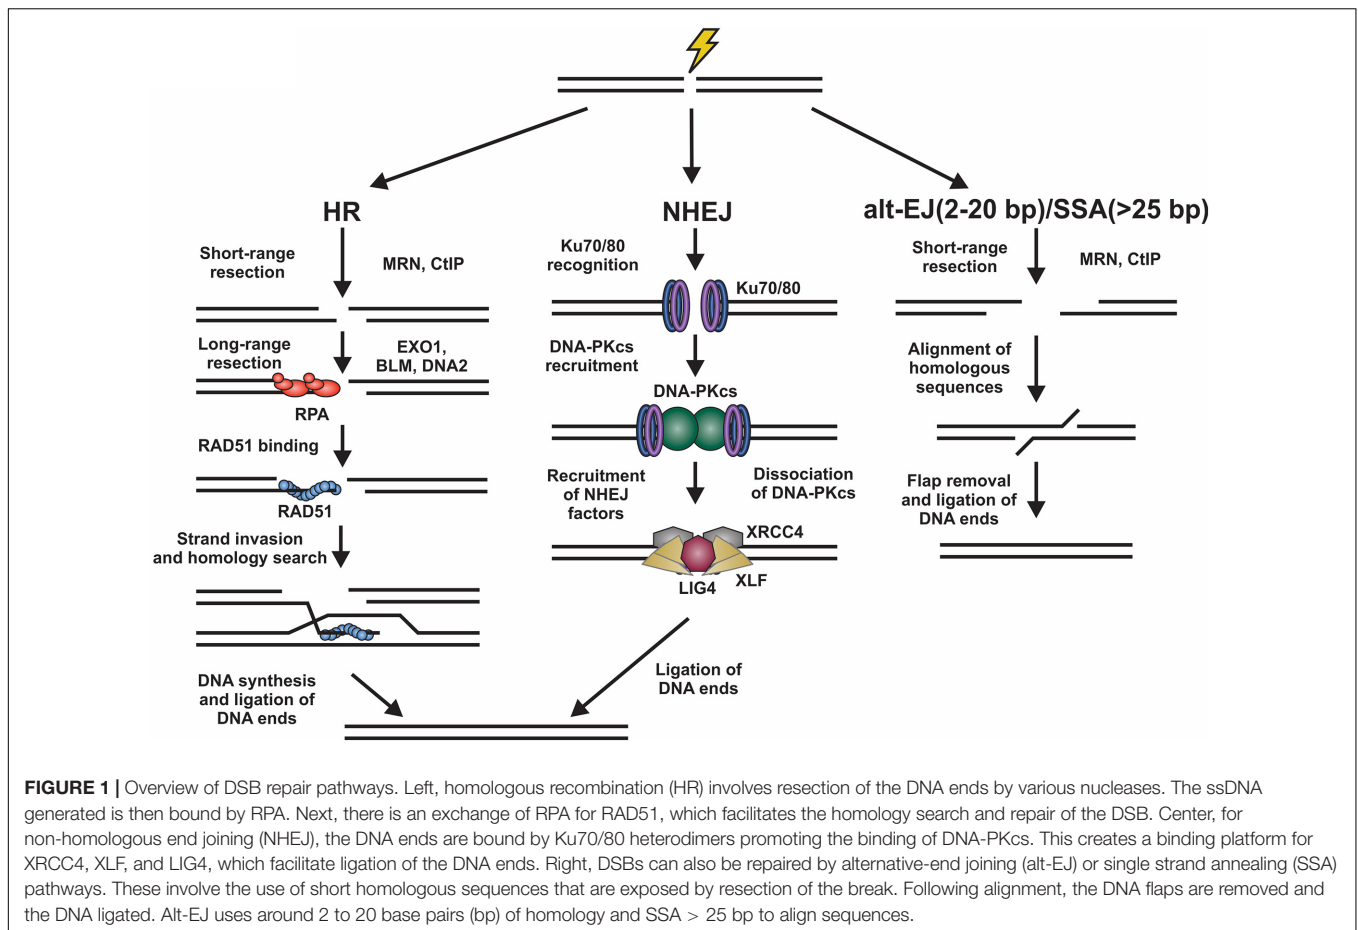 HR
NHEJ
alt-EJ(2-20 bp)/SSA(>25 bp)
Short-range
resection
MRN, CtIP
Long-range
resection
EXO1,
BLM, DNA2
RPA
RAD51 binding
RAD51
Strand invasion
and homology search
DNA synthesis
and ligation of
DNA ends
Ku70/80
recognition
Ku70/80
DNA-PKcs
recruitment
DNA-PKcs
Recruitment
of NHEJ
factors
Dissociation
of DNA-PKcs
XRCC4
XLF
LIG4
Ligation of
DNA ends
Short-range
resection
MRN, CtIP
Alignment of
homologous
sequences
Flap removal
and ligation of
DNA ends
FIGURE 1 | Overview of DSB repair pathways. Left, homologous recombination (HR) involves resection of the DNA ends by various nucleases. The ssDNA
generated is then bound by RPA. Next, there is an exchange of RPA for RAD51, which facilitates the homology search and repair of the DSB. Center, for
non-homologous end joining (NHEJ), the DNA ends are bound by Ku70/80 heterodimers promoting the binding of DNA-PKcs. This creates a binding platform for
XRCC4, XLF, and LIG4, which facilitate ligation of the DNA ends. Right, DSBs can also be repaired by alternative-end joining (alt-EJ) or single strand annealing (SSA)
pathways. These involve the use of short homologous sequences that are exposed by resection of the break. Following alignment, the DNA flaps are removed and
the DNA ligated. Alt-EJ uses around 2 to 20 base pairs (bp) of homology and SSA > 25 bp to align sequences.